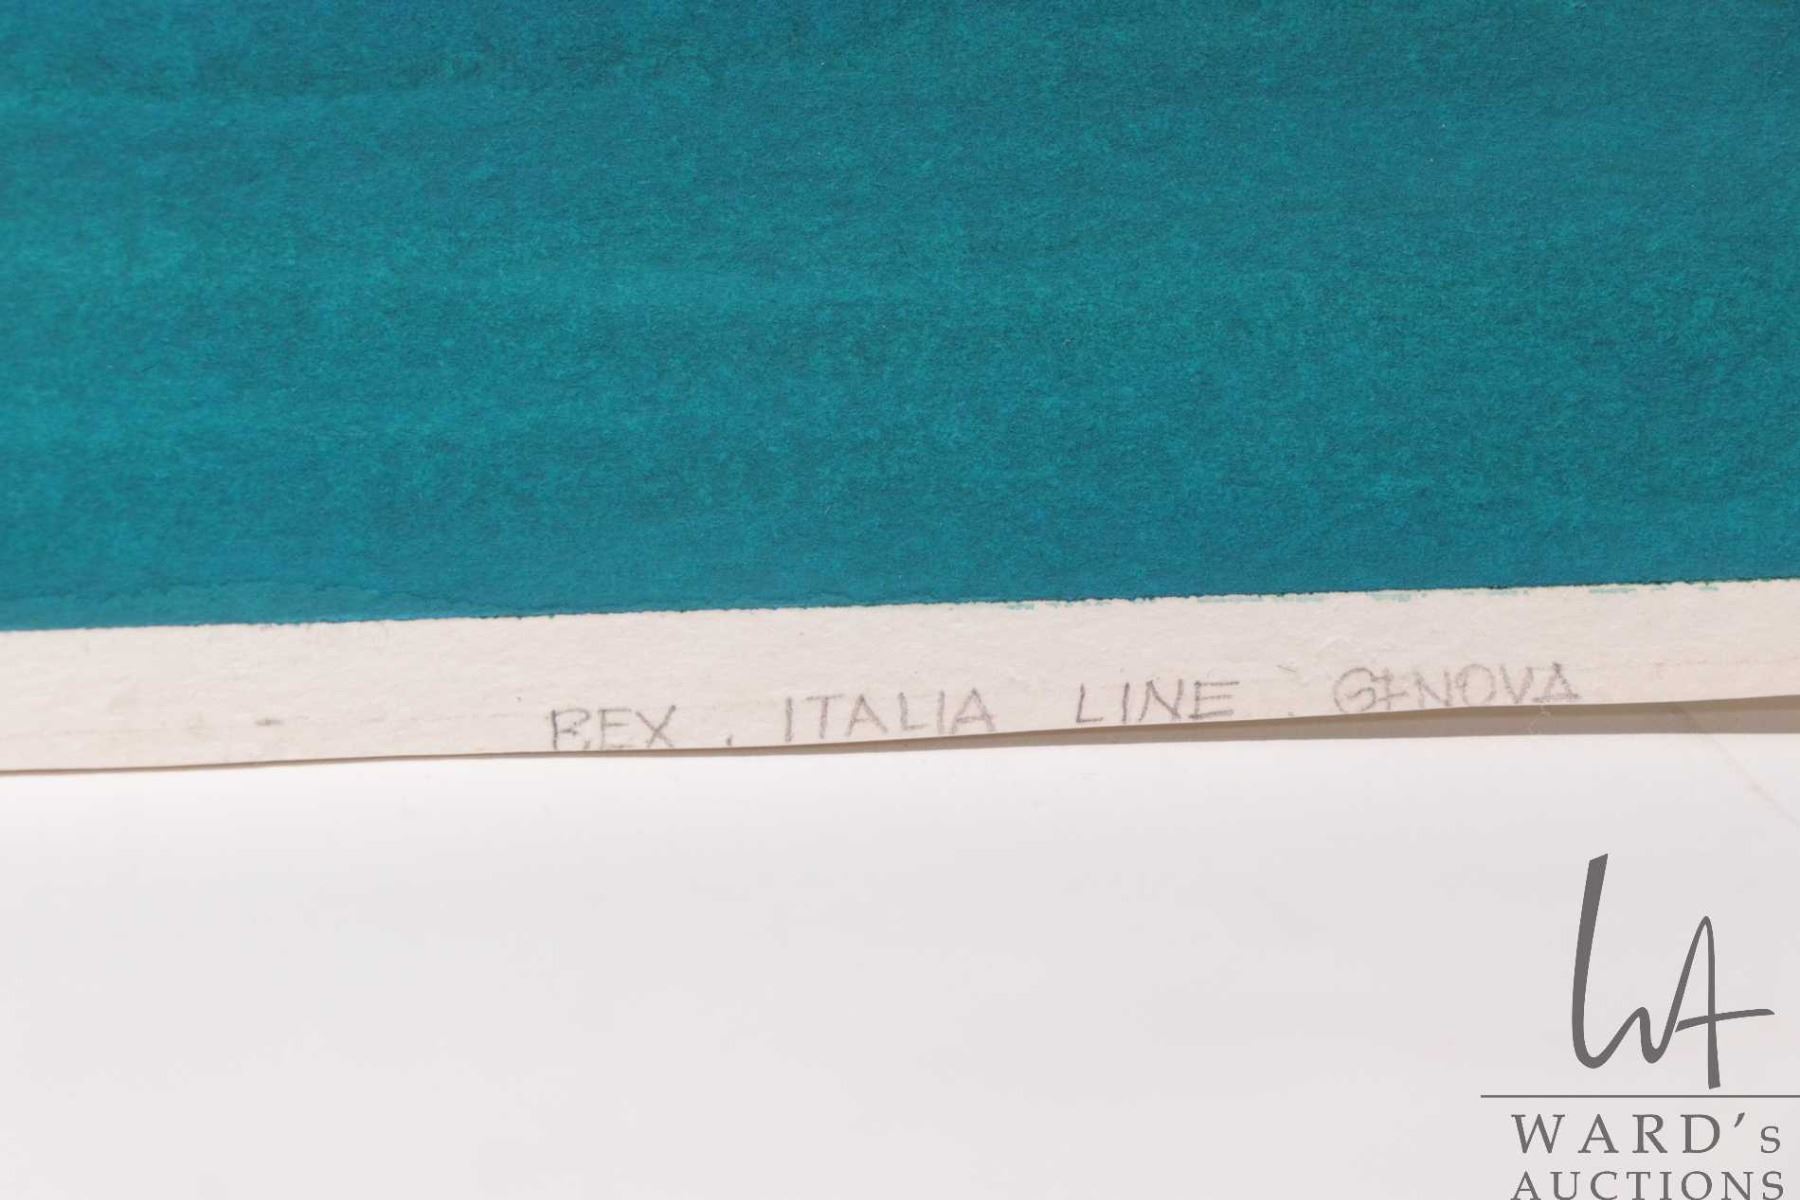 REX . ITALIA LINE . GENOVA
WARD's
AUCTIONS